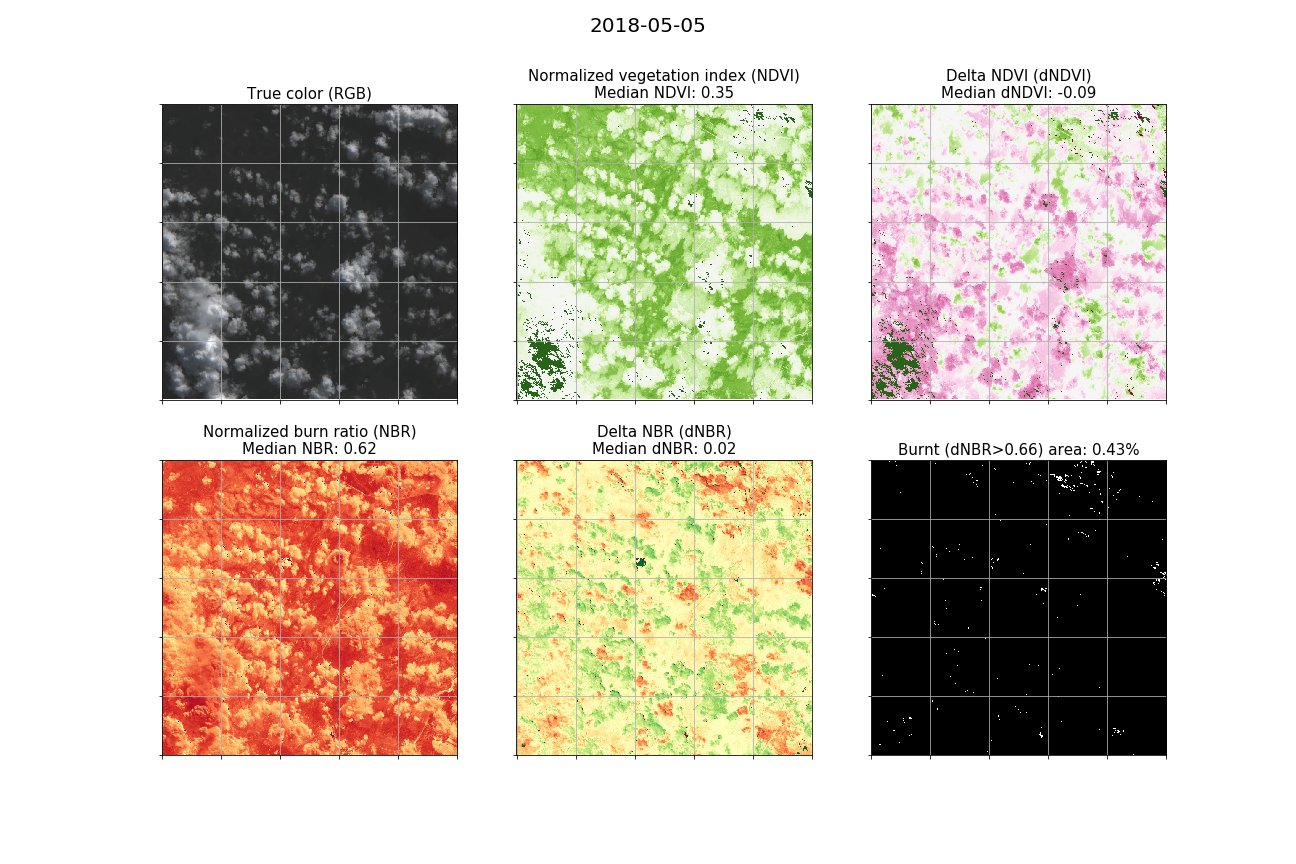 2018-05-05
True color (RGB)
Normalized vegetation index (NDVI)
Median NDVI: 0.35
Delta NDVI (dNDVI)
Median dNDVI: -0.09
Normalized burn ratio (NBR)
Median NBR: 0.62
Delta NBR (dNBR)
Median dNBR: 0.02
Burnt (dNBR>0.66) area: 0.43%